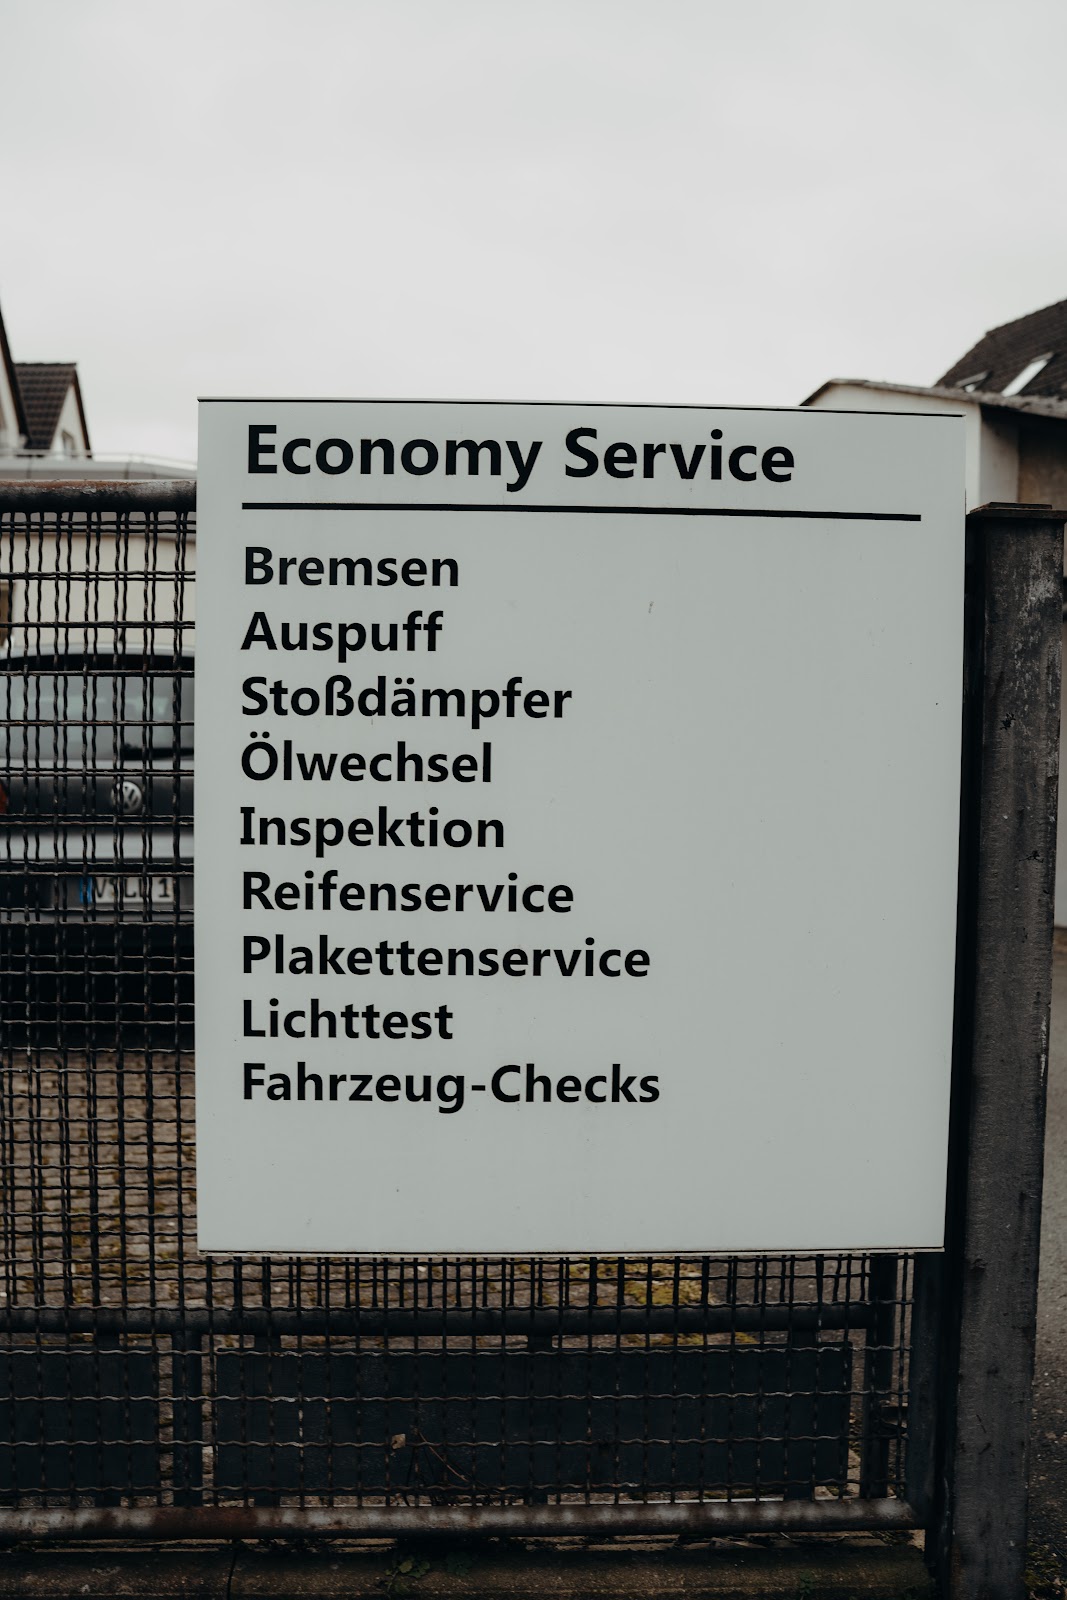 Economy Service
Bremsen
Auspuff
Stoßdämpfer
Ölwechsel
Inspektion
Reifenservice
Plakettenservice
Lichttest
Fahrzeug-Checks